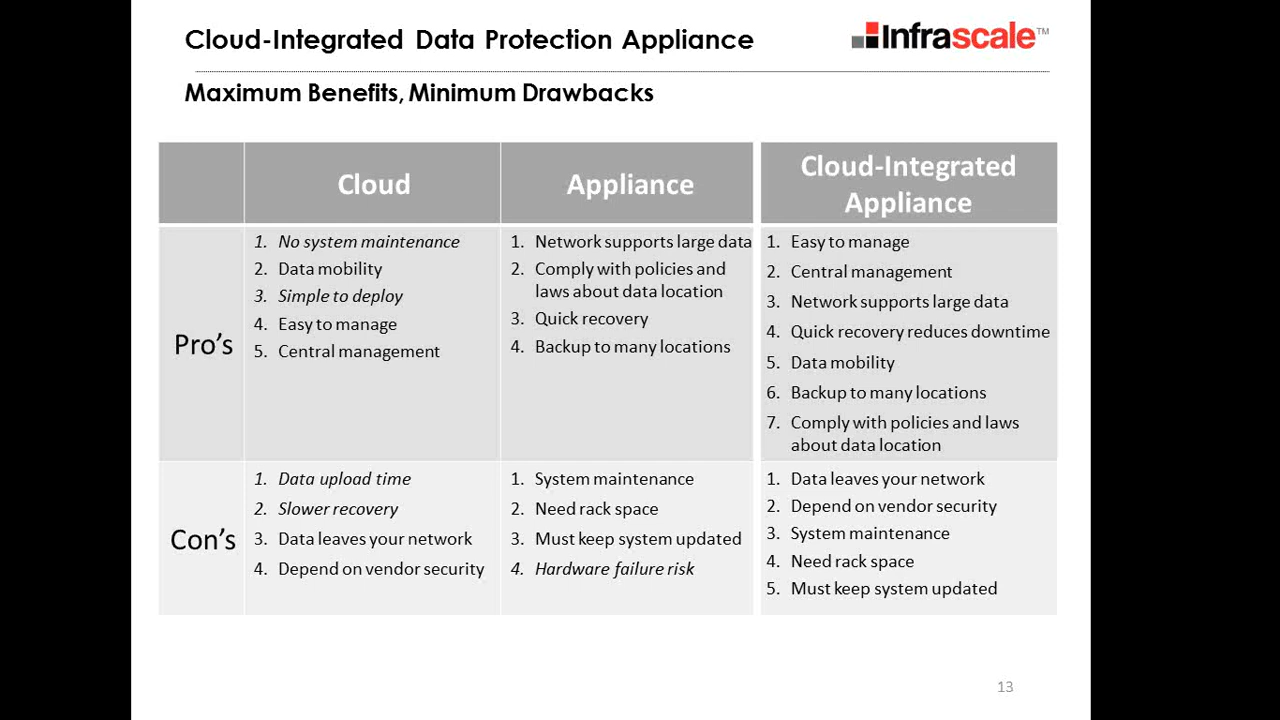 Cloud-Integrated Data Protection Appliance
Infrascale™
Maximum Benefits, Minimum Drawbacks
Cloud
Appliance
Cloud-Integrated
Appliance
Pro's
1. No system maintenance
2. Data mobility
3. Simple to deploy
4. Easy to manage
5. Central management
1. Network supports large data
2. Comply with policies and
laws about data location
3. Quick recovery
4. Backup to many locations
1. Easy to manage
2. Central management
3. Network supports large data
4. Quick recovery reduces downtime
5. Data mobility
6. Backup to many locations
7. Comply with policies and laws
about data location
Con's
1. Data upload time
2. Slower recovery
3. Data leaves your network
4. Depend on vendor security
1. System maintenance
2. Need rack space
3. Must keep system updated
4. Hardware failure risk
1. Data leaves your network
2. Depend on vendor security
3. System maintenance
4. Need rack space
5. Must keep system updated
13